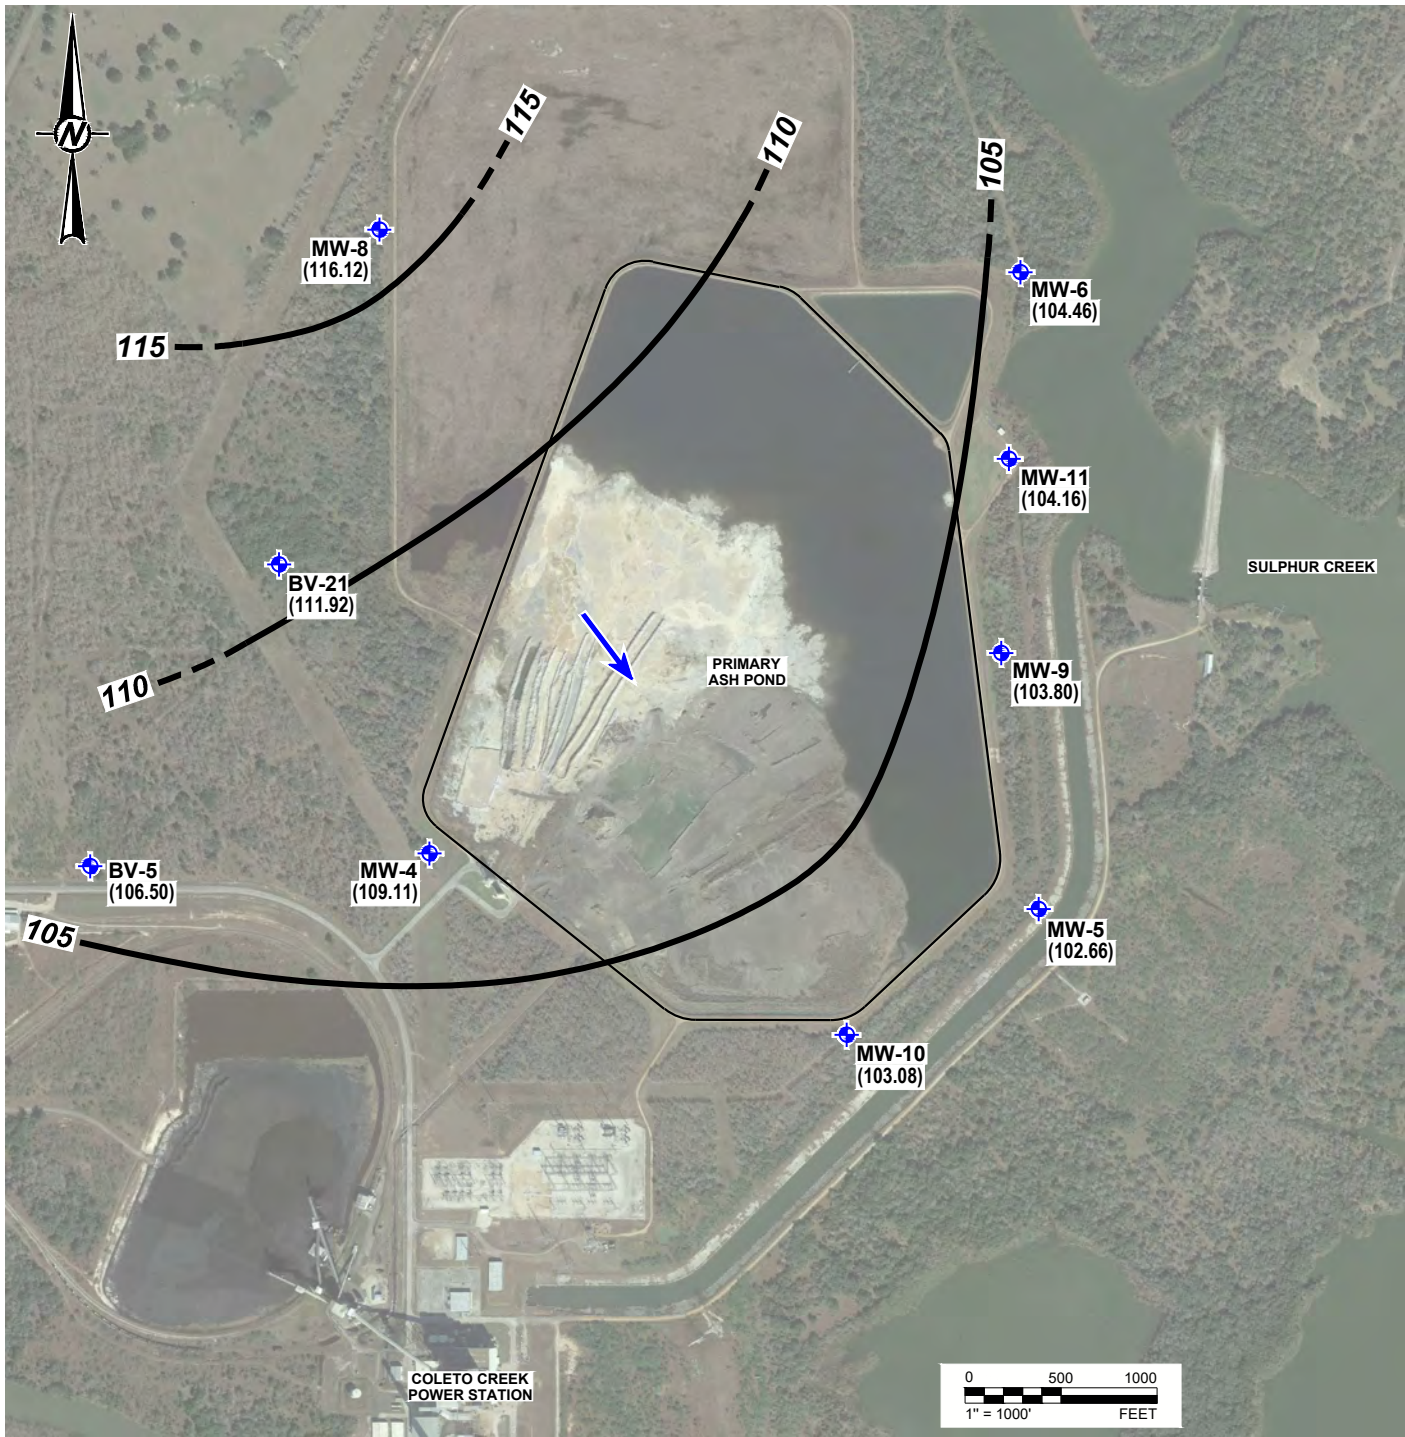 N
115
110
105
MW-8
(116.12)
MW-6
(104.46)
115
MW-11
(104.16)
BV-21
(111.92)
SULPHUR CREEK
MW-9
(103.80)
PRIMARY
ASH POND
110
BV-5
(106.50)
MW-4
(109.11)
105
MW-5
(102.66)
MW-10
(103.08)
COLETO CREEK
POWER STATION
0 500 1000
1" = 1000' FEET